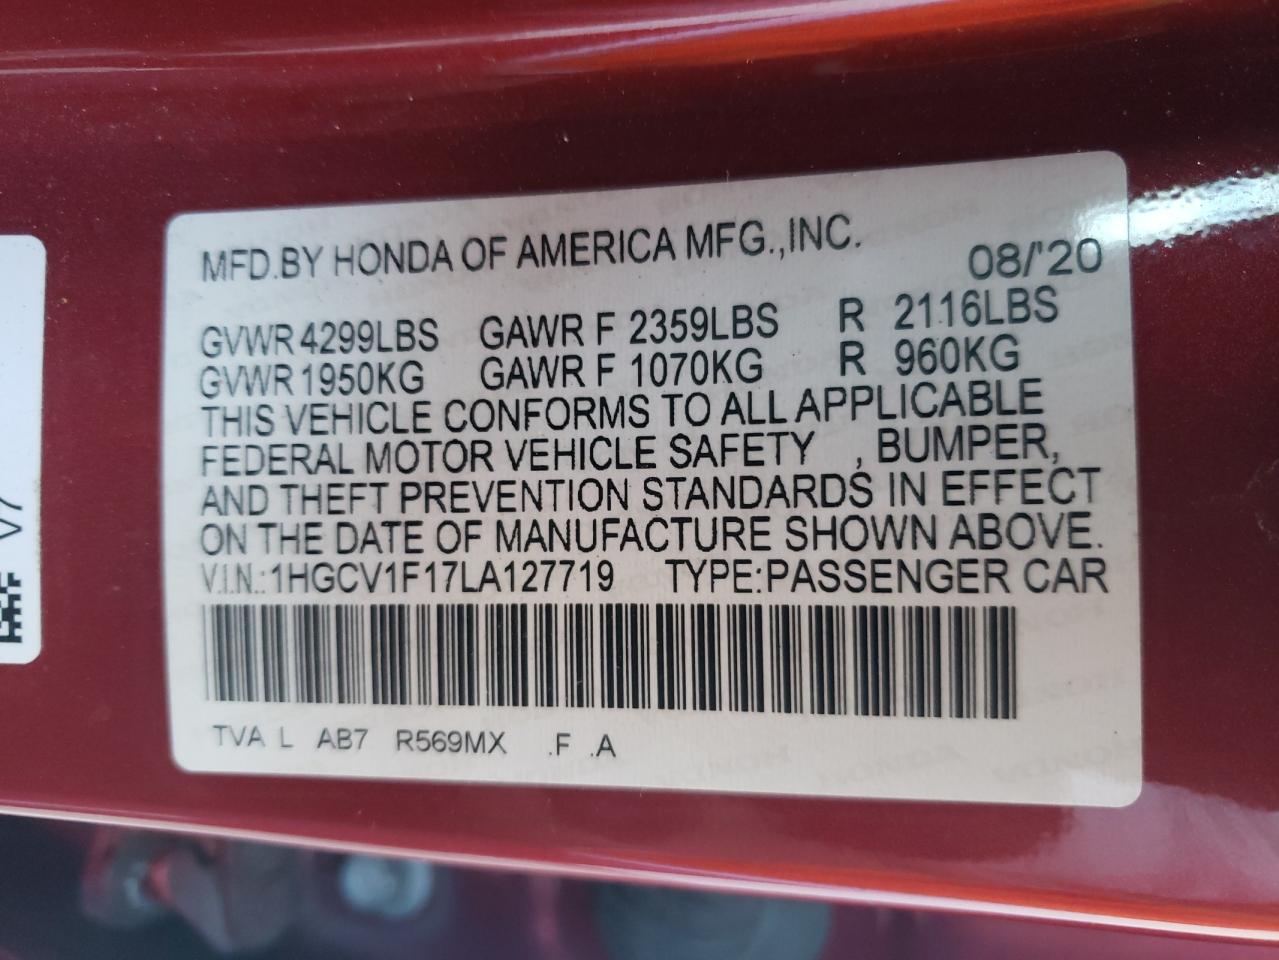 MFD.BY HONDA OF AMERICA MFG.,INC. 08/'20
GVWR 4299LBS GAWR F 2359LBS R 2116LBS
GVWR 1950KG GAWR F 1070KG R 960KG
THIS VEHICLE CONFORMS TO ALL APPLICABLE
FEDERAL MOTOR VEHICLE SAFETY , BUMPER,
AND THEFT PREVENTION STANDARDS IN EFFECT
ON THE DATE OF MANUFACTURE SHOWN ABOVE.
V.I.N.:1HGCV1F17LA127719 TYPE:PASSENGER CAR
TVA L AB7 R569MX .F .A
V7